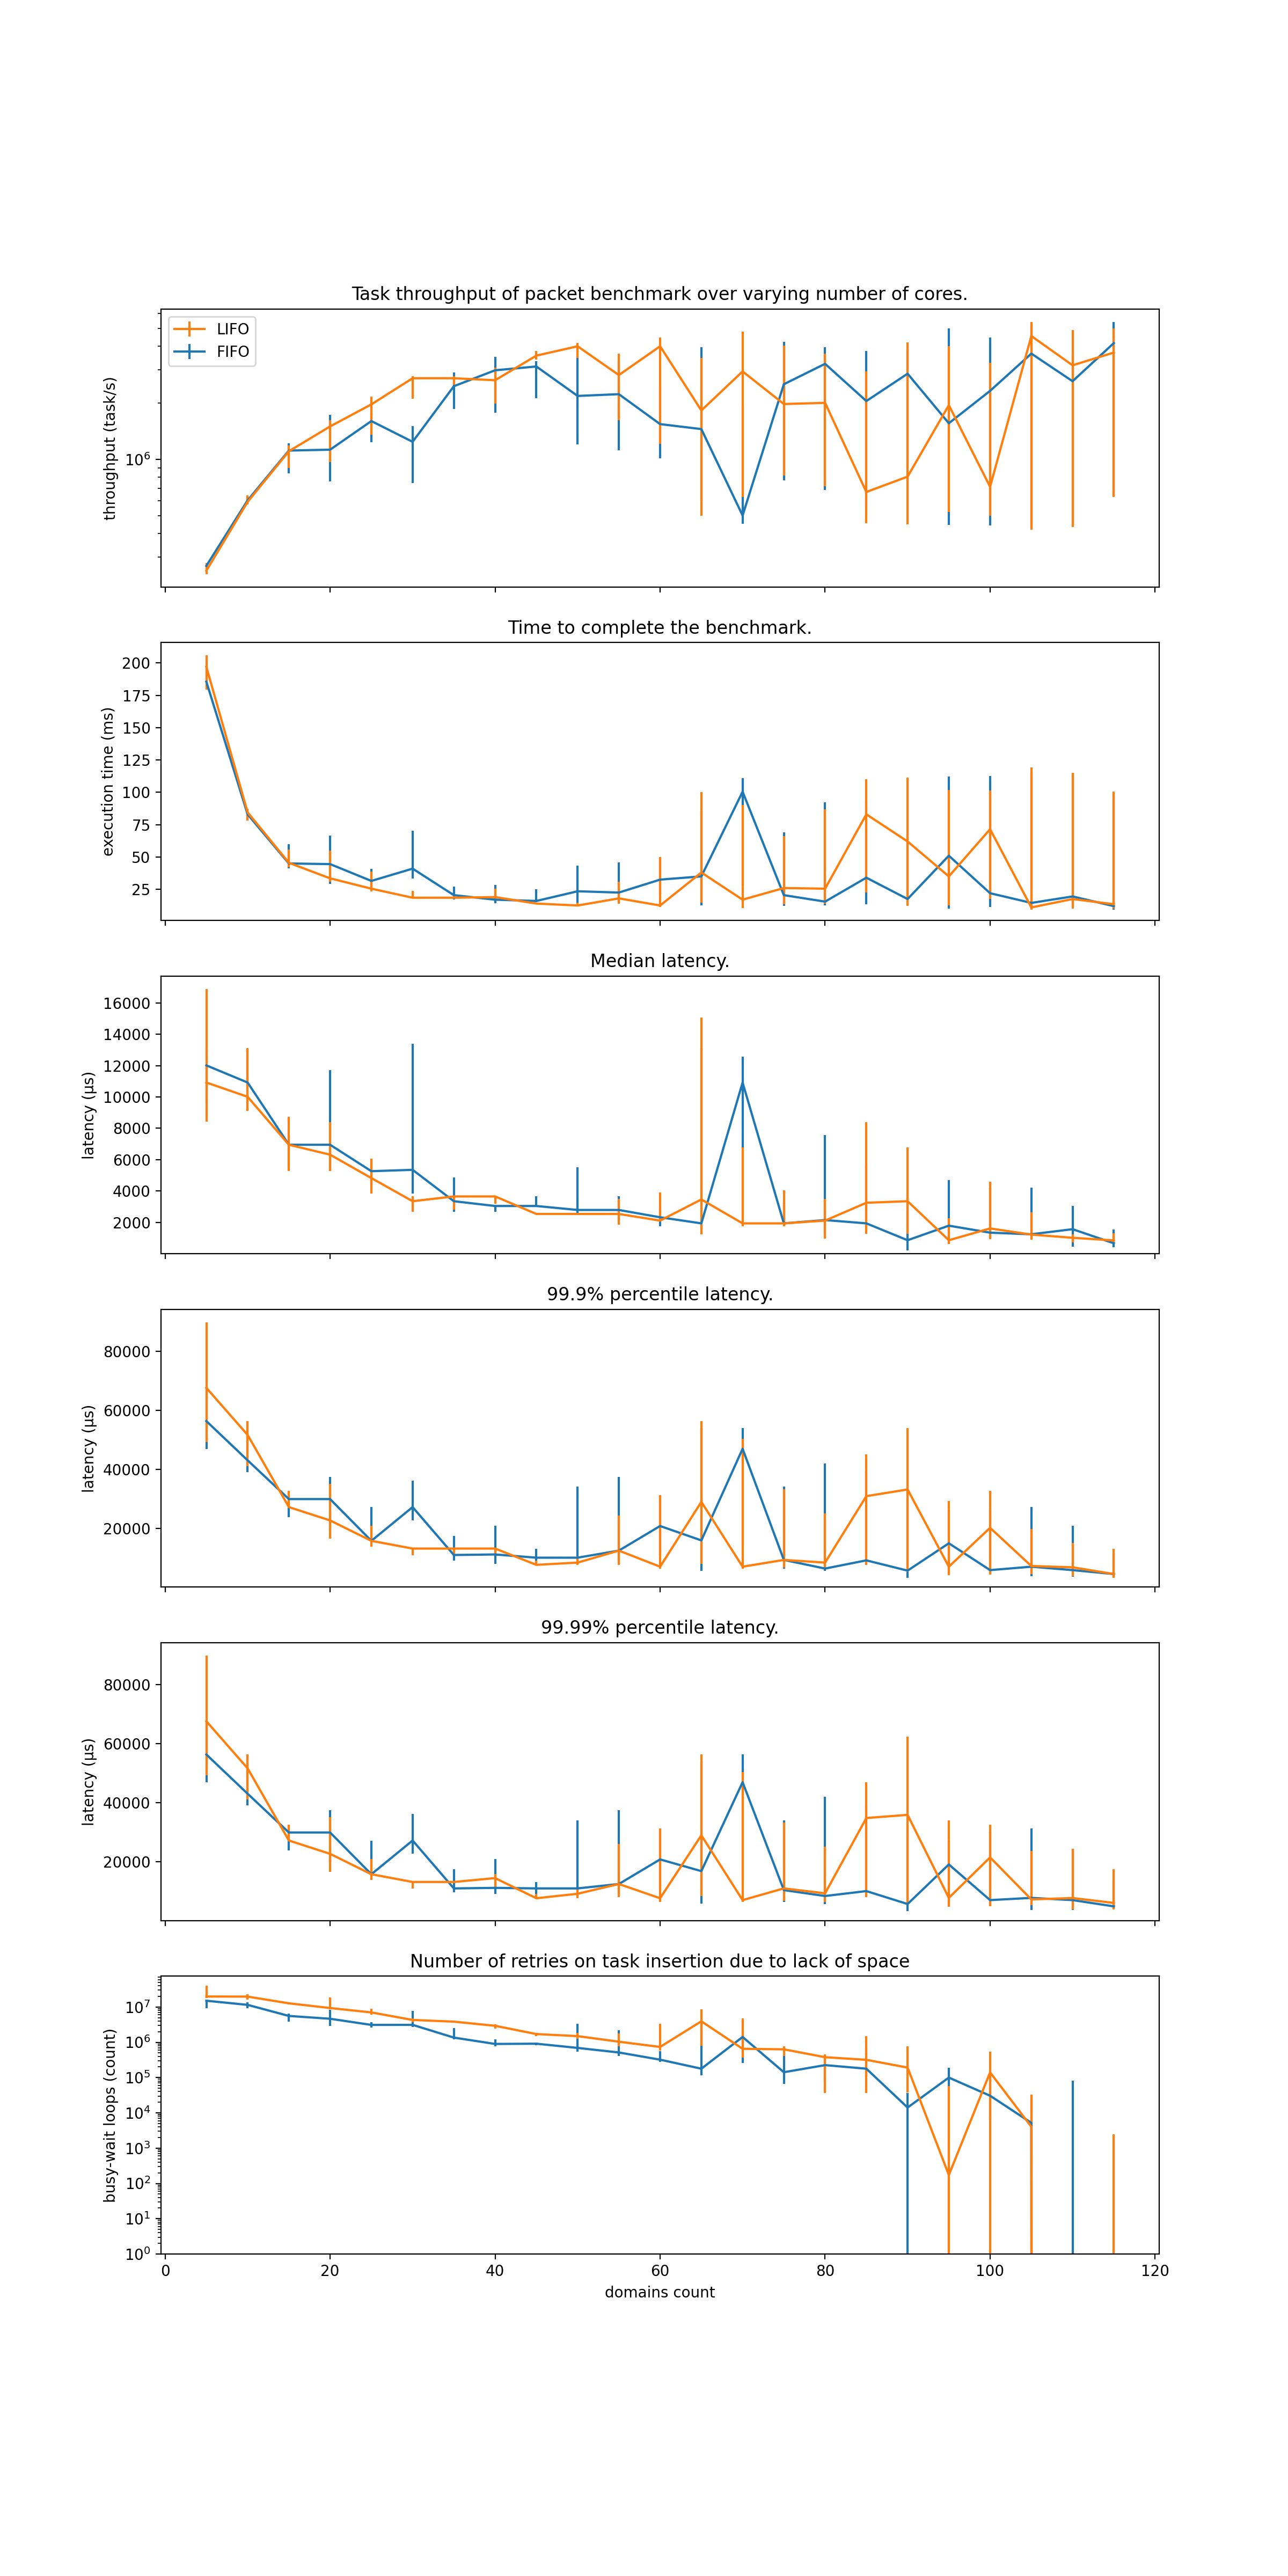 Task throughput of packet benchmark over varying number of cores.
LIFO
FIFO
throughput (task/s)
10⁶
Time to complete the benchmark.
execution time (ms)
200
175
150
125
100
75
50
25
Median latency.
latency (µs)
16000
14000
12000
10000
8000
6000
4000
2000
99.9% percentile latency.
latency (µs)
80000
60000
40000
20000
99.99% percentile latency.
latency (µs)
80000
60000
40000
20000
Number of retries on task insertion due to lack of space
busy-wait loops (count)
10⁷
10⁶
10⁵
10⁴
10³
10²
10¹
10⁰
0 20 40 60 80 100 120
domains count